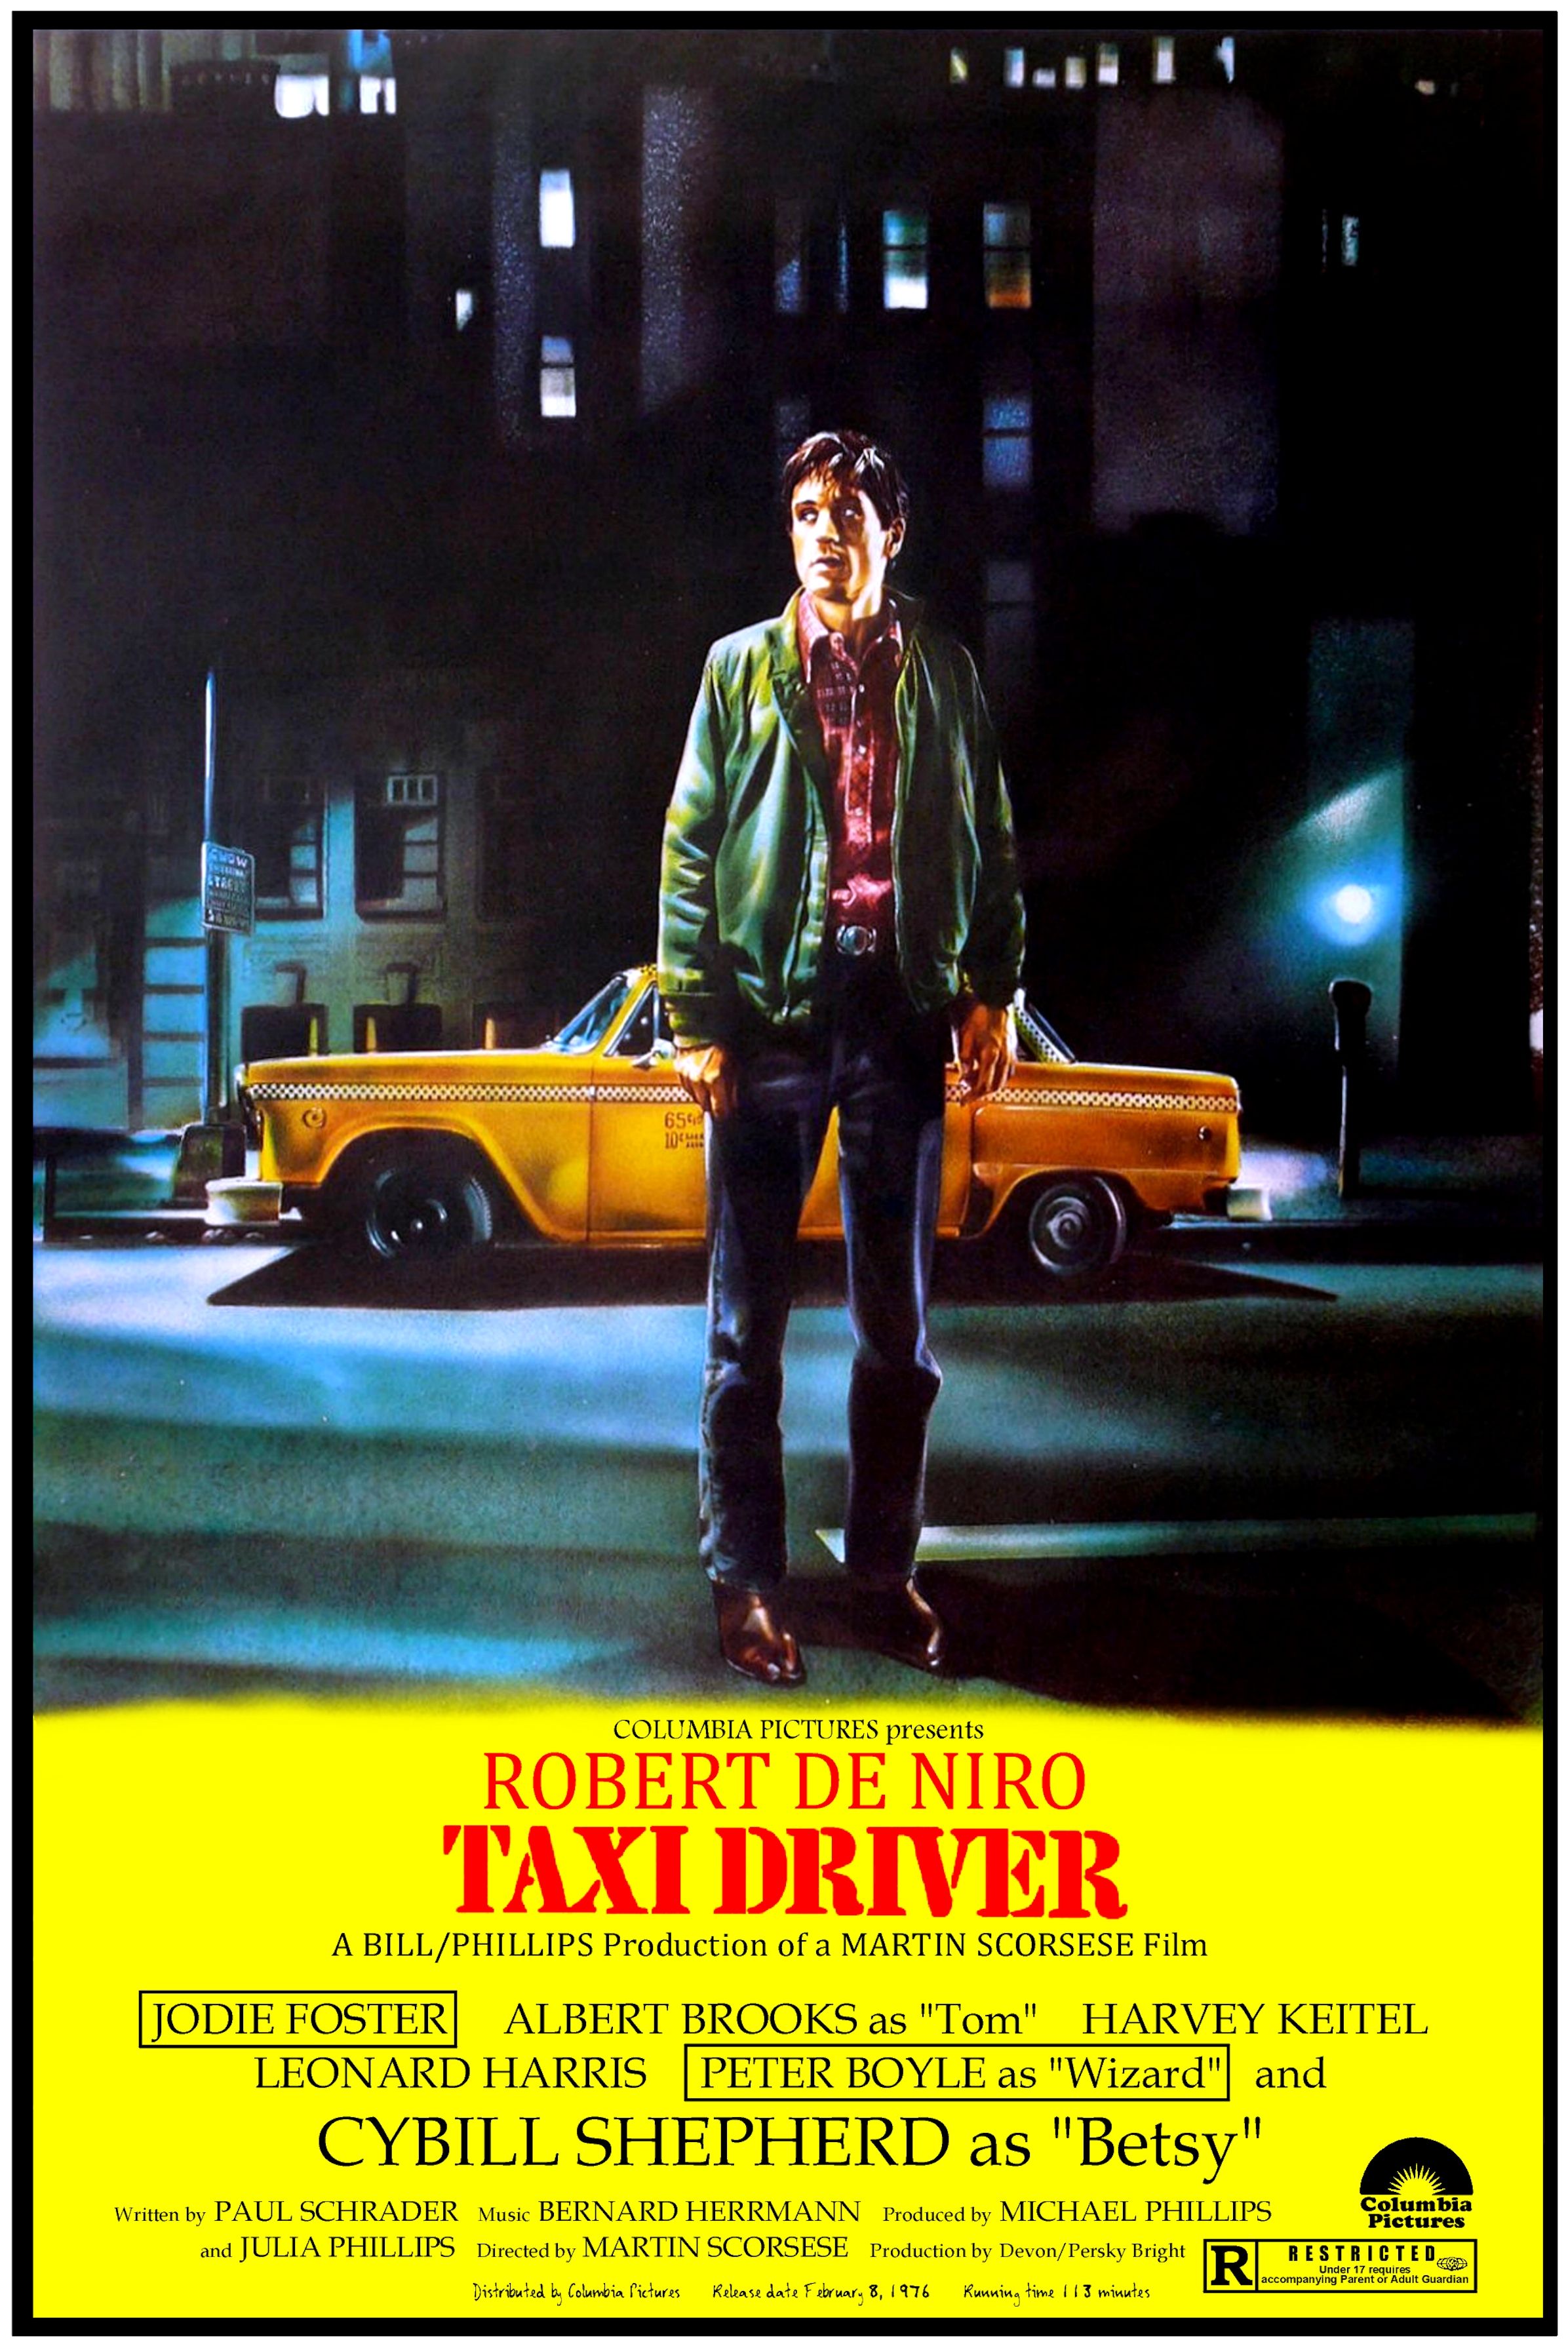 65¢
10¢
COLUMBIA PICTURES presents
ROBERT DE NIRO
TAXI DRIVER
A BILL/PHILLIPS Production of a MARTIN SCORSESE Film
JODIE FOSTER ALBERT BROOKS as "Tom" HARVEY KEITEL
LEONARD HARRIS PETER BOYLE as "Wizard" and
CYBILL SHEPHERD as "Betsy"
Written by PAUL SCHRADER Music BERNARD HERRMANN Produced by MICHAEL PHILLIPS
and JULIA PHILLIPS Directed by MARTIN SCORSESE Production by Devon/Persky Bright
Distributed by Columbia Pictures Release date February 8, 1976 Running time 113 minutes
Columbia
Pictures
R RESTRICTED
Under 17 requires
accompanying Parent or Adult Guardian